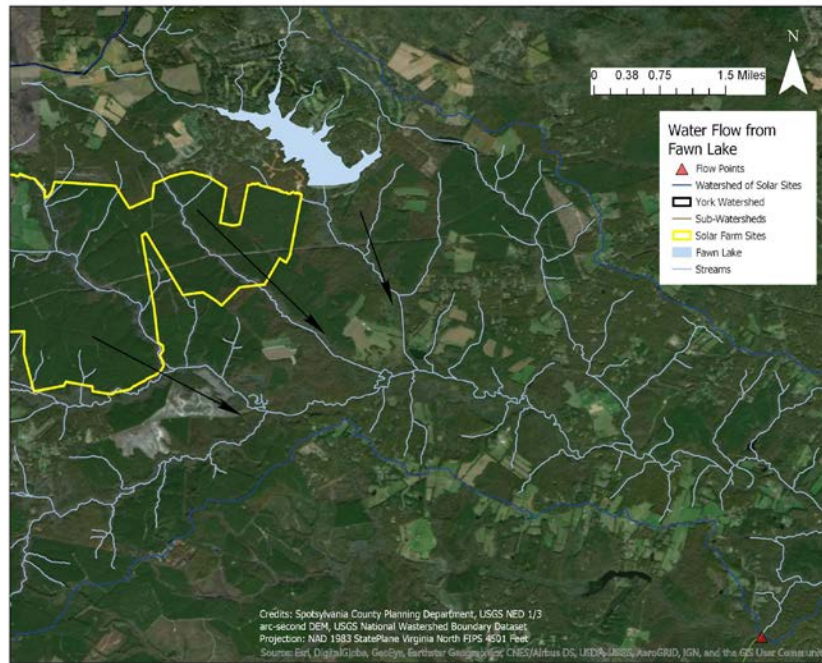 N
0 0.38 0.75 1.5 Miles
Water Flow from
Fawn Lake
Flow Points
Watershed of Solar Sites
York Watershed
Sub-Watersheds
Solar Farm Sites
Fawn Lake
Streams
Credits: Spotsylvania County Planning Department, USGS NED 1/3
arc-second DEM, USGS National Wastershed Boundary Dataset
Projection: NAD 1983 StatePlane Virginia North FIPS 4501 Feet
Source: Esri, DigitalGlobe, GeoEye, Earthstar Geographics, CNES/Airbus DS, USDA, USGS, AeroGRID, IGN, and the GIS User Communi